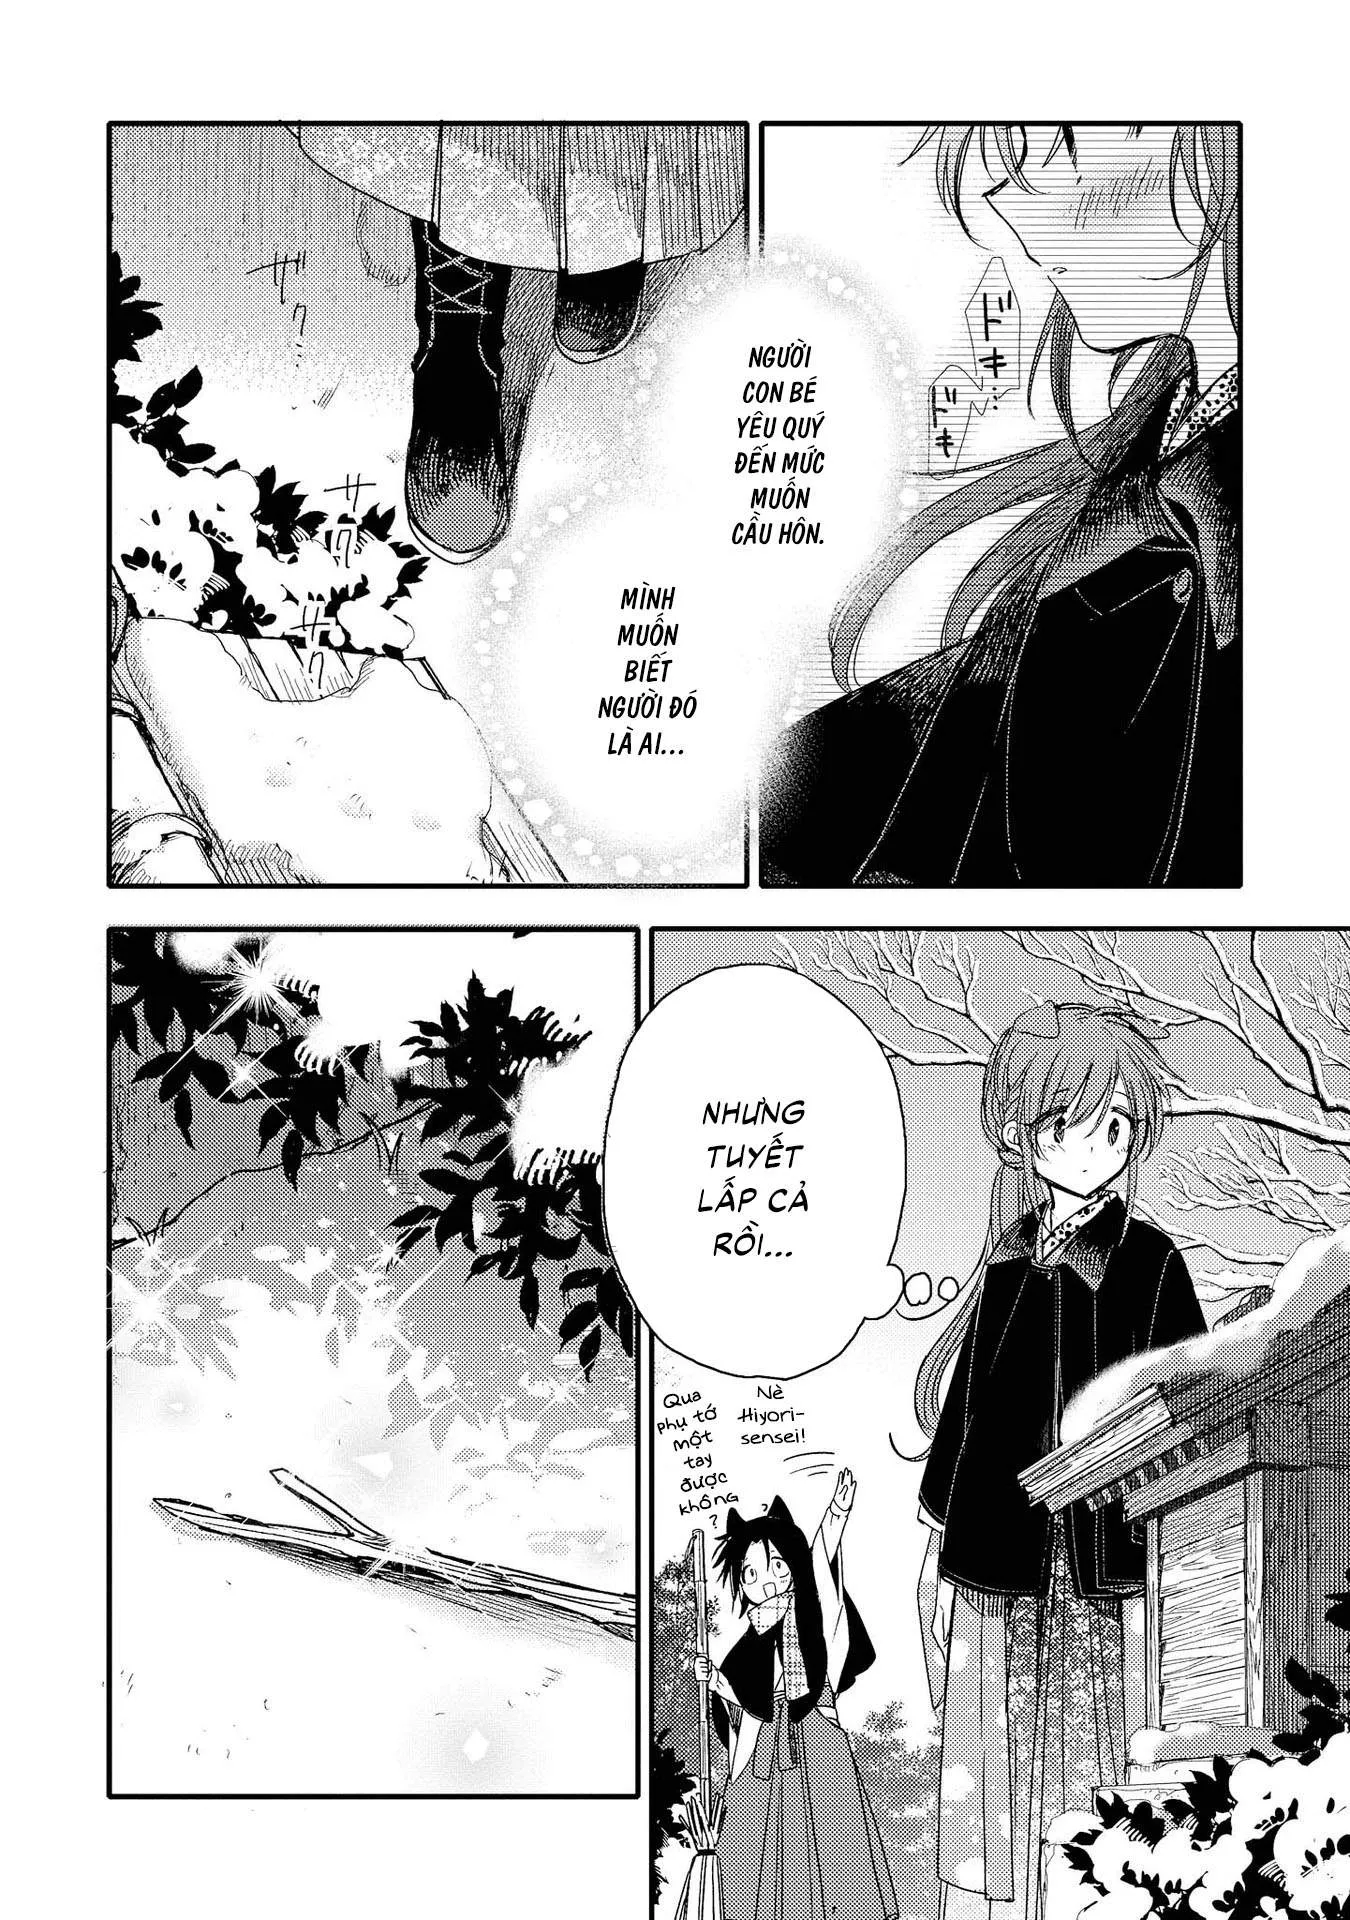 ドキ…
ドキ
NGƯỜI
CON BÉ
YÊU QUÝ
ĐẾN MỨC
MUỐN
CẦU HÔN.
MÌNH
MUỐN
BIẾT
NGƯỜI ĐÓ
LÀ AI...
ザク
ザク
ザク
NHƯNG
TUYẾT
LẤP CẢ
RỒI...
Nè
Hiyori-
sensei!
Qua
phụ tớ
một
tay
được
không
?